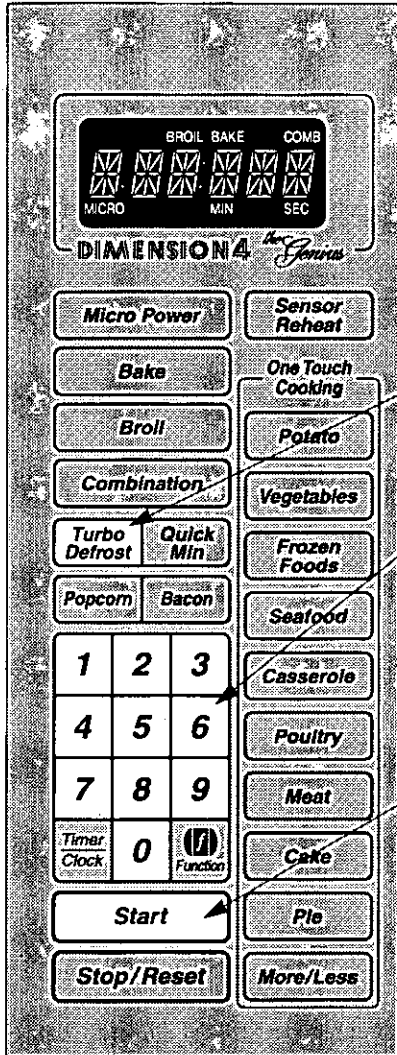 BROIL BAKE COMB
MICRO MIN SEC
DIMENSION 4 the Genius
Micro Power
Bake
Broil
Combination
Turbo
Defrost
Quick
Min
Popcorn
Bacon
1 2 3
4 5 6
7 8 9
Timer
Clock
0
Function
Start
Stop/Reset
Sensor
Reheat
One Touch
Cooking
Potato
Vegetables
Frozen
Foods
Seafood
Casserole
Poultry
Meat
Cake
Pie
More/Less